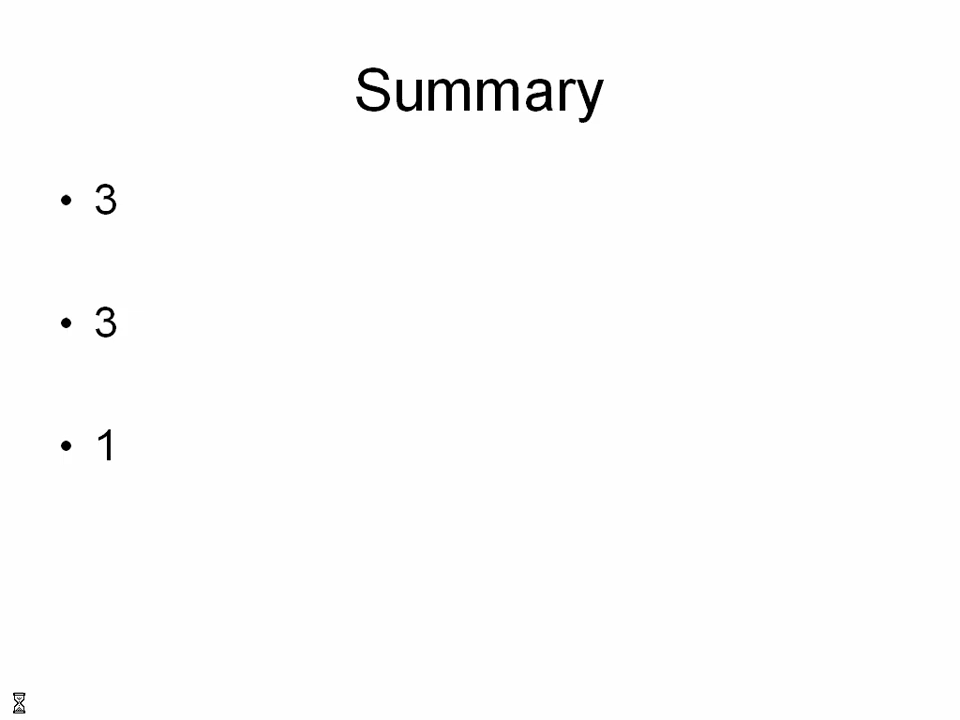 Summary
• 3
• 3
• 1